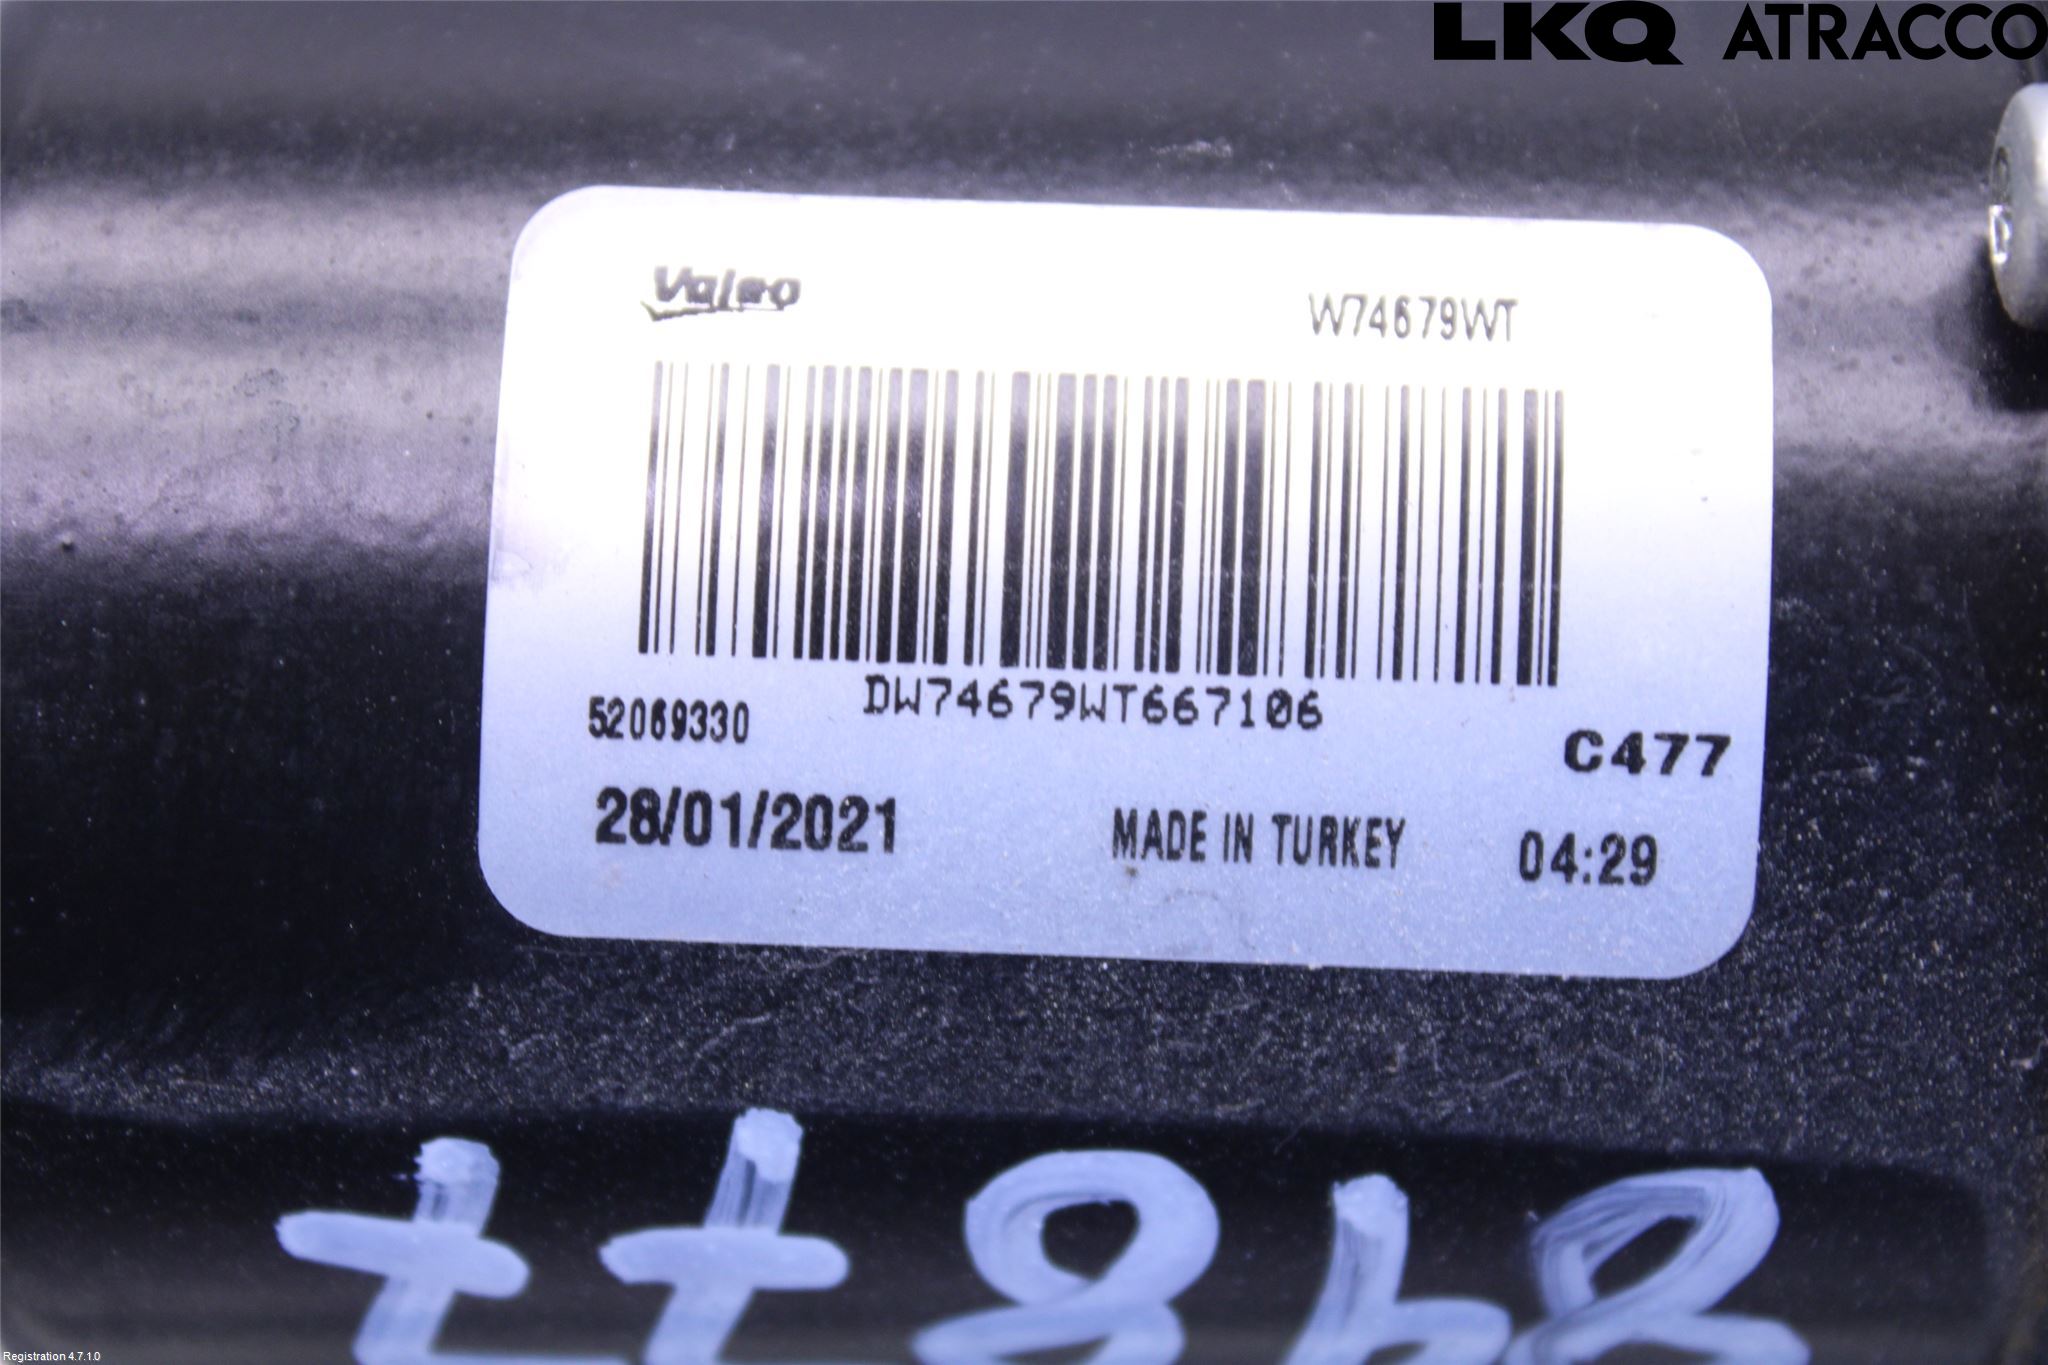 LKQ ATRACCO
Valeo
W74679WT
DW74679WT667106
52069330
C477
28/01/2021
MADE IN TURKEY
04:29
Registration 4.7.1.0